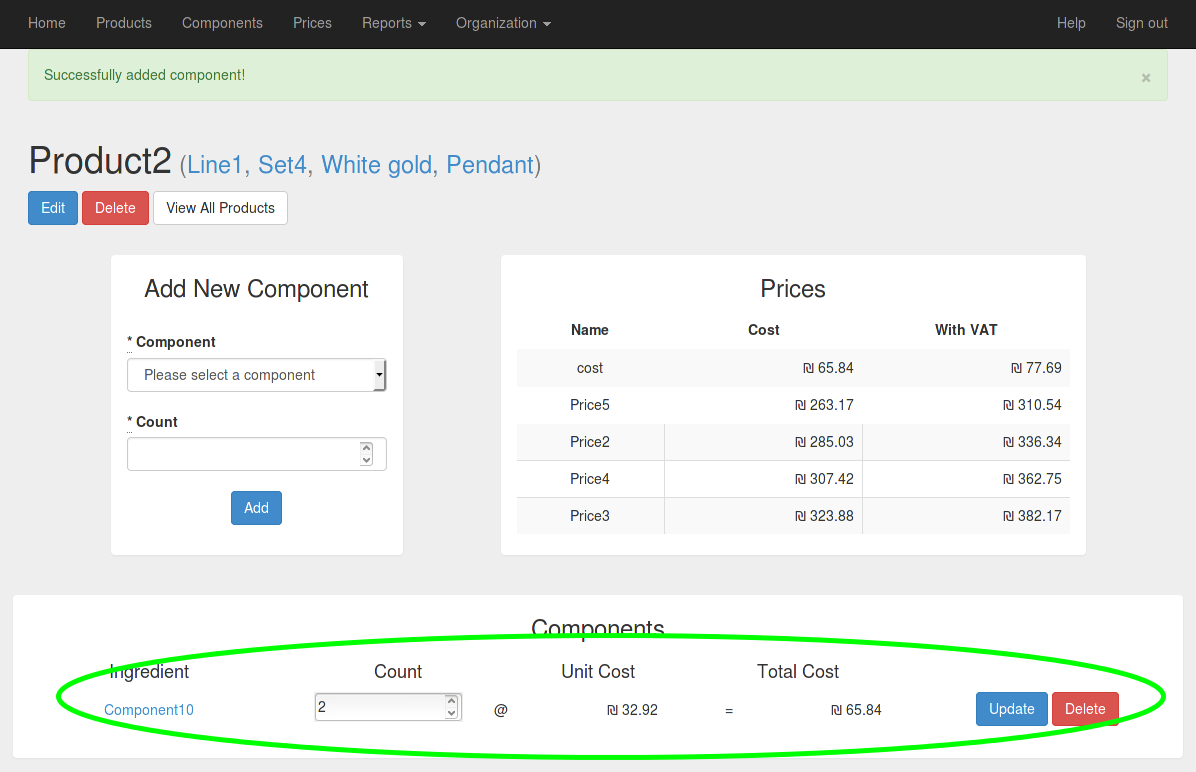 Home Products Components Prices Reports Organization Help Sign out
Successfully added component! ×
Product2 (Line1, Set4, White gold, Pendant)
Edit Delete View All Products
Add New Component
* Component
Please select a component
* Count
Add
Prices
Name Cost With VAT
cost ₪ 65.84 ₪ 77.69
Price5 ₪ 263.17 ₪ 310.54
Price2 ₪ 285.03 ₪ 336.34
Price4 ₪ 307.42 ₪ 362.75
Price3 ₪ 323.88 ₪ 382.17
Components
Ingredient Count Unit Cost Total Cost
Component10 2 @ ₪ 32.92 = ₪ 65.84 Update Delete